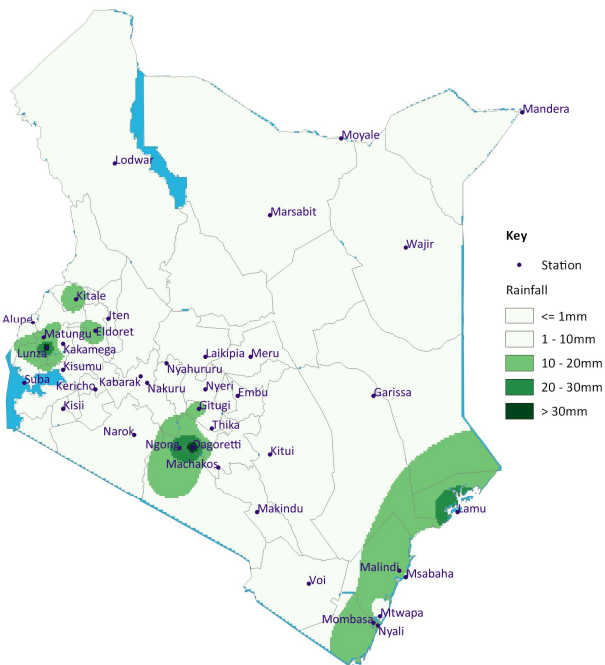 Mandera
Moyale
Lodwar
Marsabit
Wajir
Key
Station
Rainfall
<= 1mm
1 - 10mm
10 - 20mm
20 - 30mm
> 30mm
Kitale
Iten
Alupe
Eldoret
Matungu
Kakamega
Lunza
Laikipia
Meru
Kisumu
Nyahururu
Suba
Kericho
Kabarak
Nakuru
Nyeri
Embu
Garissa
Kisii
Gitugi
Thika
Narok
Ngong
Dagoretti
Machakos
Kitui
Makindu
Lamu
Malindi
Msabaha
Voi
Mtwapa
Mombasa
Nyali